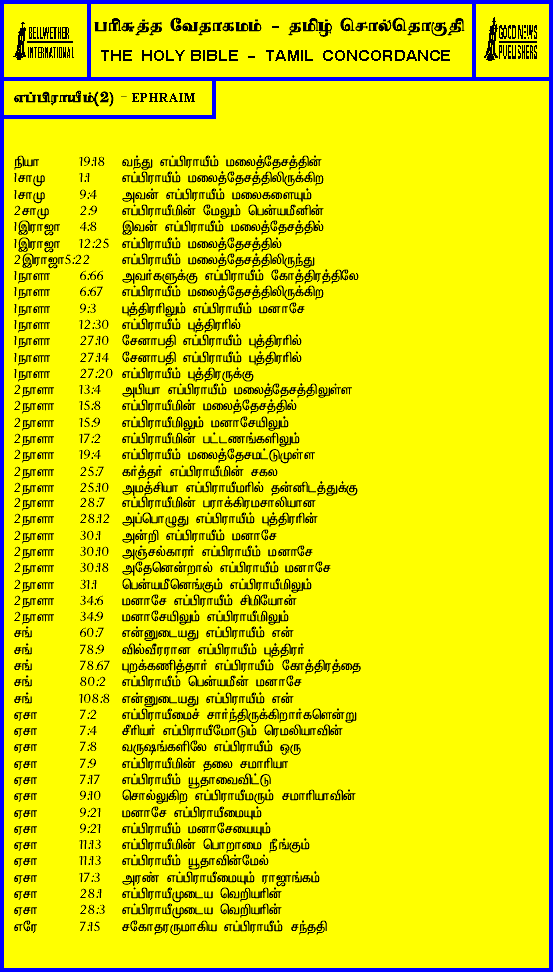 BELLWETHER
INTERNATIONAL
பரிசுத்த வேதாகமம் - தமிழ் சொல்தொகுதி
THE HOLY BIBLE - TAMIL CONCORDANCE
GOOD NEWS
PUBLISHERS
எப்பிராயீம்(2) - EPHRAIM
நியா 19:18 வந்து எப்பிராயீம் மலைத்தேசத்தின்
1சாமு 1:1 எப்பிராயீம் மலைத்தேசத்திலிருக்கிற
1சாமு 9:4 அவன் எப்பிராயீம் மலைகளையும்
2சாமு 2:9 எப்பிராயீமின் மேலும் பென்யமீனின்
1இராஜா 4:8 இவன் எப்பிராயீம் மலைத்தேசத்தில்
1இராஜா 12:25 எப்பிராயீம் மலைத்தேசத்தில்
2இராஜா5:22 எப்பிராயீம் மலைத்தேசத்திலிருந்து
1நாளா 6:66 அவர்களுக்கு எப்பிராயீம் கோத்திரத்திலே
1நாளா 6:67 எப்பிராயீம் மலைத்தேசத்திலிருக்கிற
1நாளா 9:3 புத்திரரிலும் எப்பிராயீம் மனாசே
1நாளா 12:30 எப்பிராயீம் புத்திரரில்
1நாளா 27:10 சேனாபதி எப்பிராயீம் புத்திரரில்
1நாளா 27:14 சேனாபதி எப்பிராயீம் புத்திரரில்
1நாளா 27:20 எப்பிராயீம் புத்திரருக்கு
2நாளா 13:4 அபியா எப்பிராயீம் மலைத்தேசத்திலுள்ள
2நாளா 15:8 எப்பிராயீமின் மலைத்தேசத்தில்
2நாளா 15:9 எப்பிராயீமிலும் மனாசேயிலும்
2நாளா 17:2 எப்பிராயீமின் பட்டணங்களிலும்
2நாளா 19:4 எப்பிராயீம் மலைத்தேசமட்டுமுள்ள
2நாளா 25:7 கர்த்தர் எப்பிராயீமின் சகல
2நாளா 25:10 அமத்சியா எப்பிராயீமரில் தன்னிடத்துக்கு
2நாளா 28:7 எப்பிராயீமின் பராக்கிரமசாலியான
2நாளா 28:12 அப்பொழுது எப்பிராயீம் புத்திரரின்
2நாளா 30:1 அன்றி எப்பிராயீம் மனாசே
2நாளா 30:10 அஞ்சல்காரர் எப்பிராயீம் மனாசே
2நாளா 30:18 அதேனென்றால் எப்பிராயீம் மனாசே
2நாளா 31:1 பென்யமீனெங்கும் எப்பிராயீமிலும்
2நாளா 34:6 மனாசே எப்பிராயீம் சிமியோன்
2நாளா 34:9 மனாசேயிலும் எப்பிராயீமிலும்
சங் 60:7 என்னுடையது எப்பிராயீம் என்
சங் 78:9 வில்வீரரான எப்பிராயீம் புத்திரர்
சங் 78:67 புறக்கணித்தார் எப்பிராயீம் கோத்திரத்தை
சங் 80:2 எப்பிராயீம் பென்யமீன் மனாசே
சங் 108:8 என்னுடையது எப்பிராயீம் என்
ஏசா 7:2 எப்பிராயீமைச் சார்ந்திருக்கிறார்களென்று
ஏசா 7:4 சீரியர் எப்பிராயீமோடும் ரெமலியாவின்
ஏசா 7:8 வருஷங்களிலே எப்பிராயீம் ஒரு
ஏசா 7:9 எப்பிராயீமின் தலை சமாரியா
ஏசா 7:17 எப்பிராயீம் யூதாவைவிட்டு
ஏசா 9:10 சொல்லுகிற எப்பிராயீமரும் சமாரியாவின்
ஏசா 9:21 மனாசே எப்பிராயீமையும்
ஏசா 9:21 எப்பிராயீம் மனாசேயையும்
ஏசா 11:13 எப்பிராயீமின் பொறாமை நீங்கும்
ஏசா 11:13 எப்பிராயீம் யூதாவின்மேல்
ஏசா 17:3 அரண் எப்பிராயீமையும் ராஜாங்கம்
ஏசா 28:1 எப்பிராயீமுடைய வெறியரின்
ஏசா 28:3 எப்பிராயீமுடைய வெறியரின்
எரே 7:15 சகோதரருமாகிய எப்பிராயீம் சந்ததி